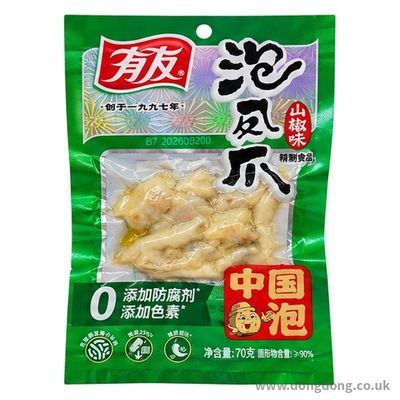 有友®
·创于一九九七年·
泡凤爪
山椒味
精制食品
B7 202608200
0 添加防腐剂*
添加色素*
中国
泡
净含量: 70克 固形物含量: ≥90%
www.dongdong.co.uk